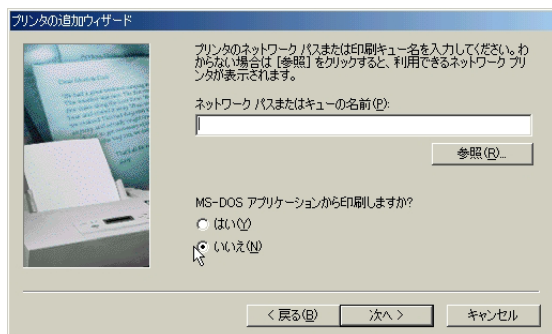 プリンタの追加ウィザード
プリンタのネットワーク パスまたは印刷キュー名を入力してください。わ
からない場合は [参照] をクリックすると、利用できるネットワーク プリ
ンタが表示されます。
ネットワーク パスまたはキューの名前(P):
参照(R)...
MS-DOS アプリケーションから印刷しますか?
はい(Y)
いいえ(N)
< 戻る(B)
次へ >
キャンセル